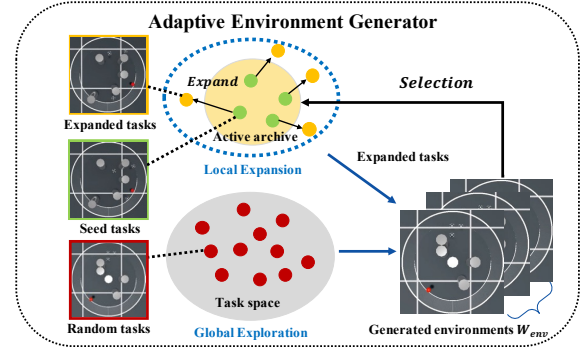 Adaptive Environment Generator
Expand
Selection
Expanded tasks
Active archive
Local Expansion
Expanded tasks
Seed tasks
Task space
Random tasks
Global Exploration
Generated environments W_env